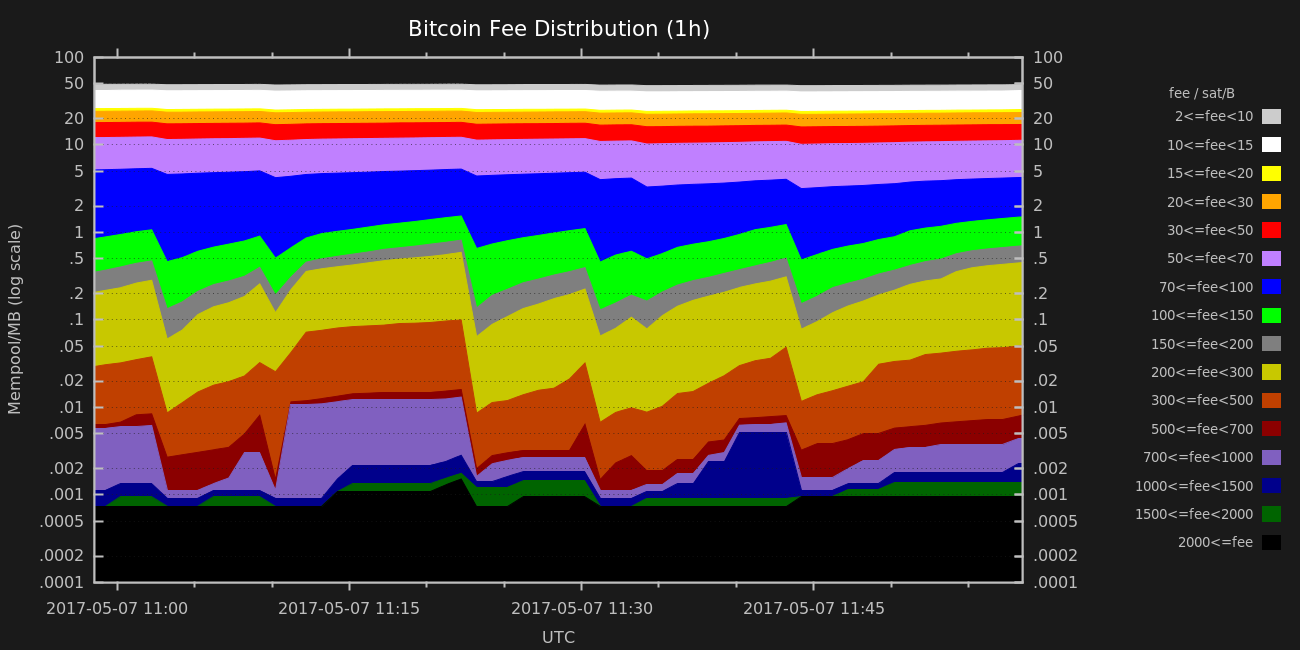 Bitcoin Fee Distribution (1h)
100
50
20
10
5
2
1
.5
.2
.1
.05
.02
.01
.005
.002
.001
.0005
.0002
.0001
Mempool/MB (log scale)
100
50
20
10
5
2
1
.5
.2
.1
.05
.02
.01
.005
.002
.001
.0005
.0002
.0001
2017-05-07 11:00 2017-05-07 11:15 2017-05-07 11:30 2017-05-07 11:45
UTC
fee / sat/B
2<=fee<10
10<=fee<15
15<=fee<20
20<=fee<30
30<=fee<50
50<=fee<70
70<=fee<100
100<=fee<150
150<=fee<200
200<=fee<300
300<=fee<500
500<=fee<700
700<=fee<1000
1000<=fee<1500
1500<=fee<2000
2000<=fee